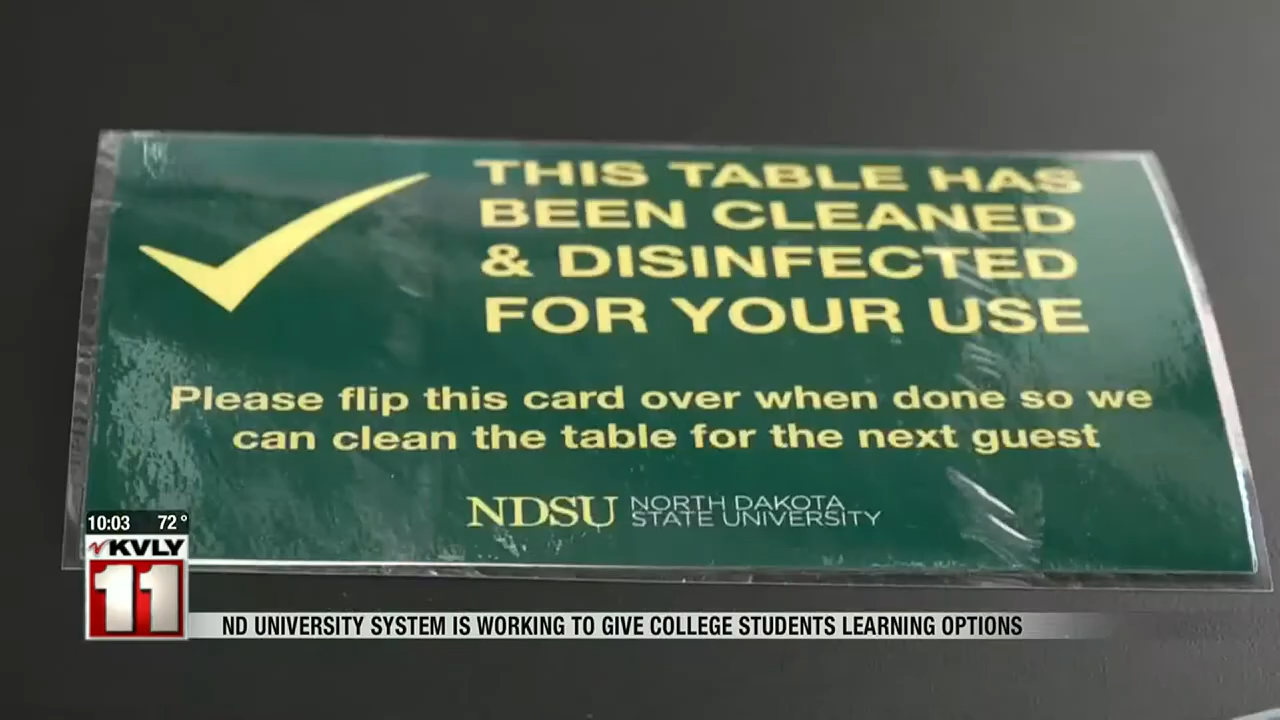 THIS TABLE HAS
BEEN CLEANED
& DISINFECTED
FOR YOUR USE
Please flip this card over when done so we
can clean the table for the next guest
NDSU NORTH DAKOTA
STATE UNIVERSITY
10:03 72°
KVLY
11
ND UNIVERSITY SYSTEM IS WORKING TO GIVE COLLEGE STUDENTS LEARNING OPTIONS